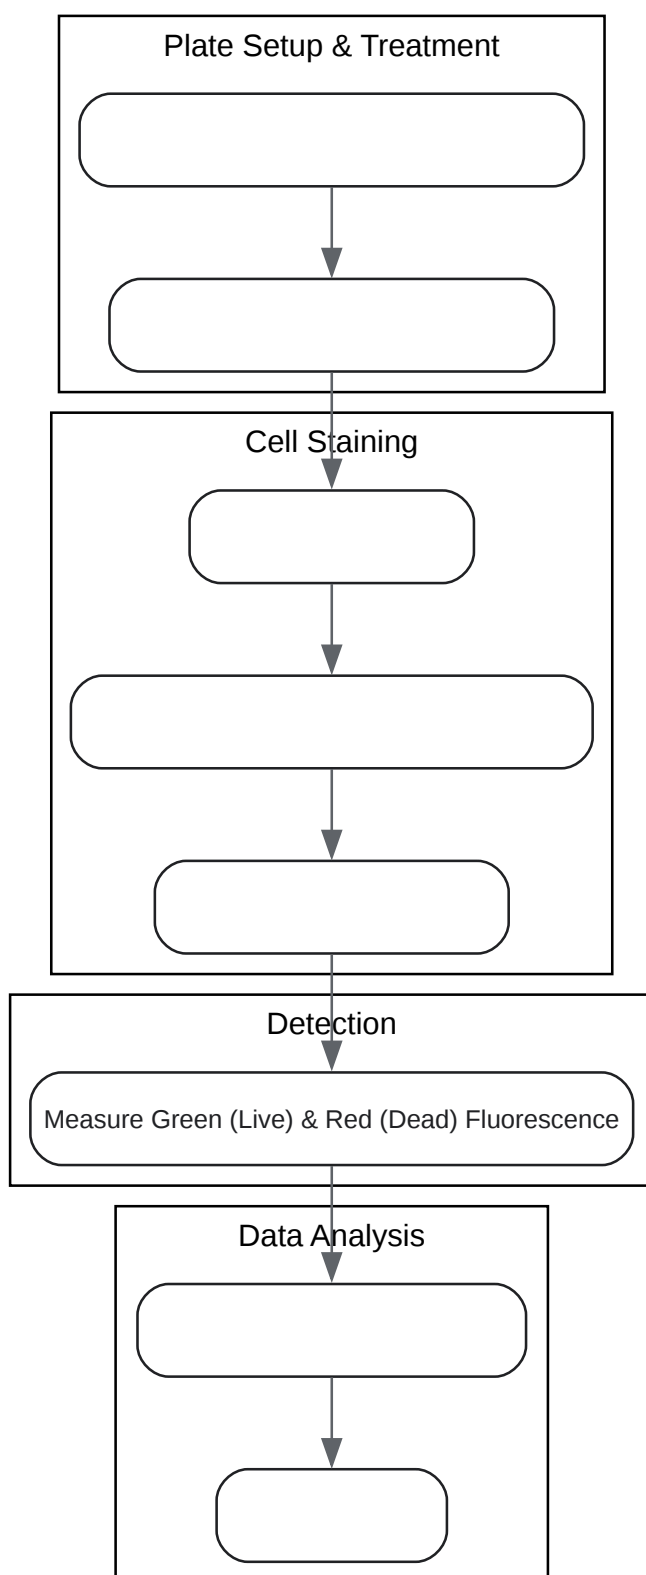 Plate Setup & Treatment
Cell Staining
Detection
Measure Green (Live) & Red (Dead) Fluorescence
Data Analysis